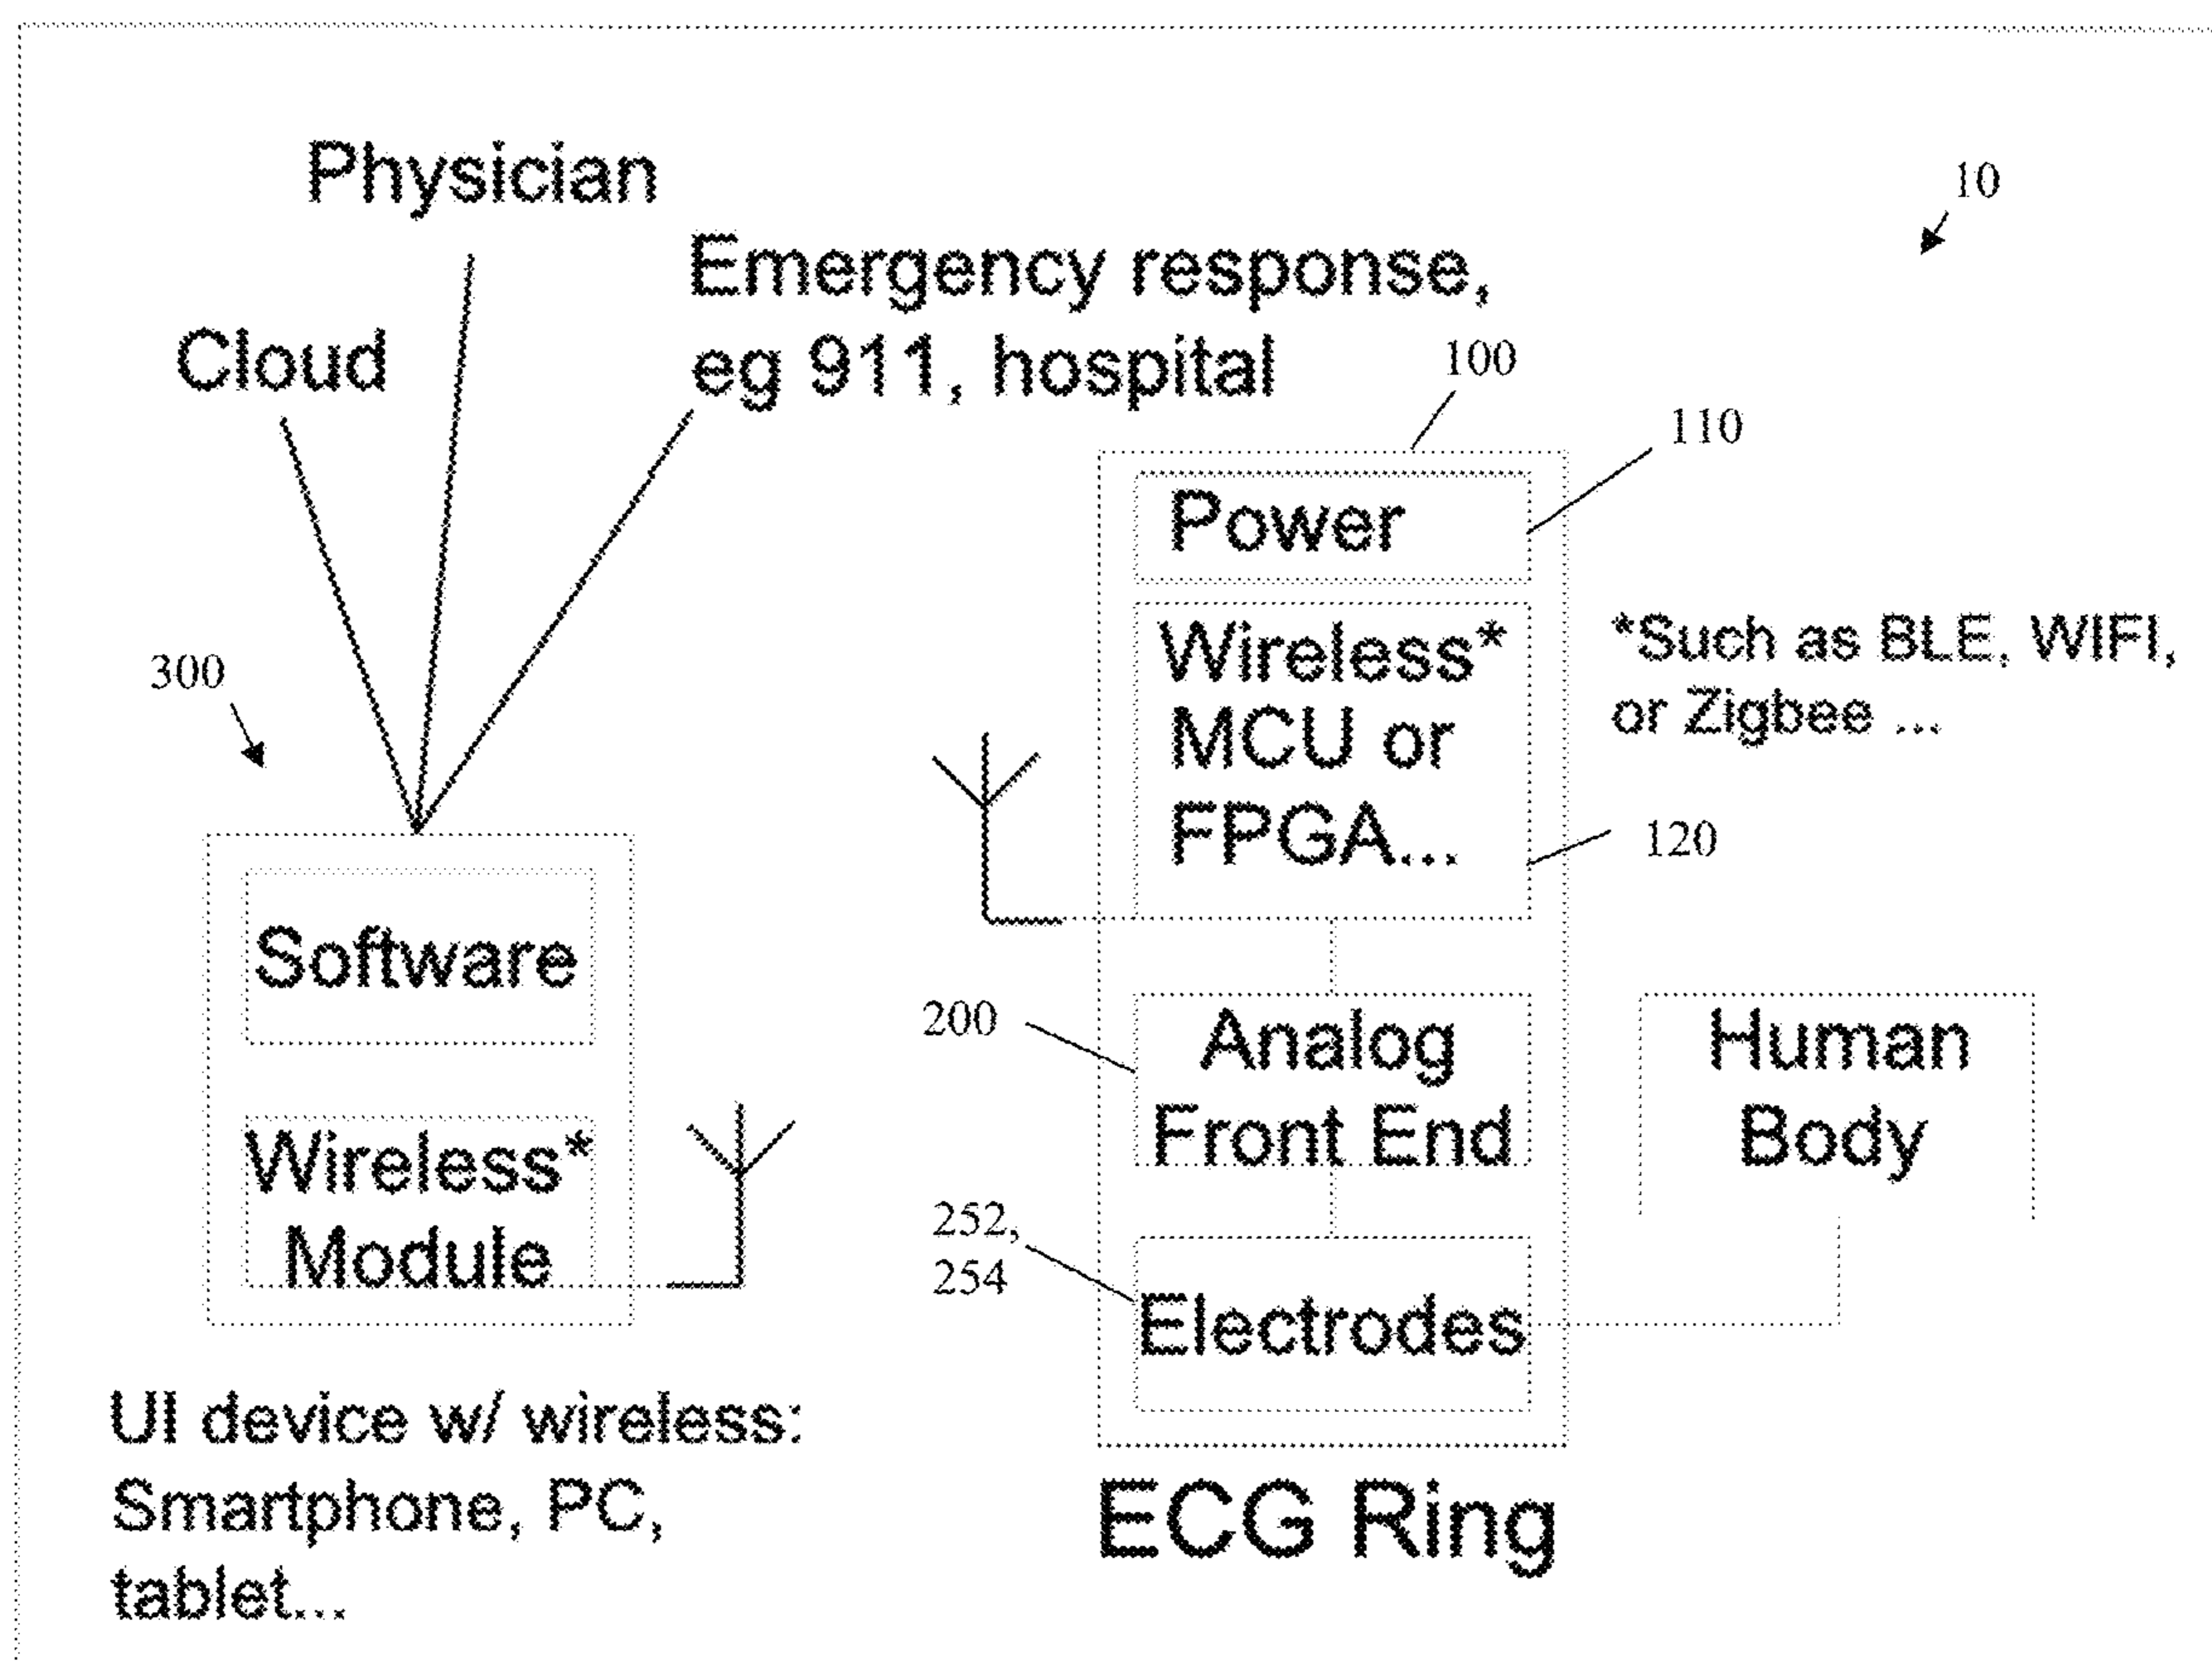 10
Physician
Emergency response,
eg 911, hospital
Cloud
100
110
Power
Wireless*
MCU or
FPGA...
*Such as BLE, WIFI,
or Zigbee ...
120
300
Software
Wireless*
Module
200
Analog
Front End
Human
Body
252,
254
Electrodes
UI device w/ wireless:
Smartphone, PC,
tablet...
ECG Ring